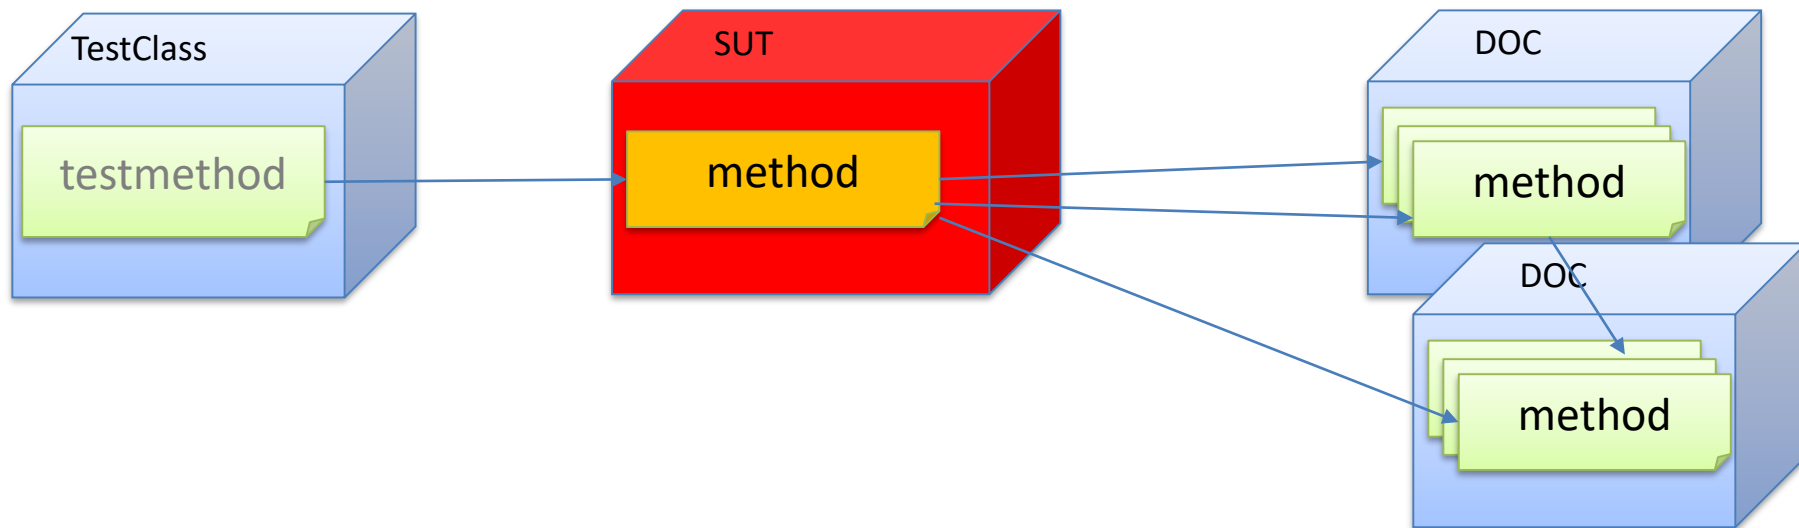 TestClass
SUT
DOC
testmethod
method
method
DOC
method